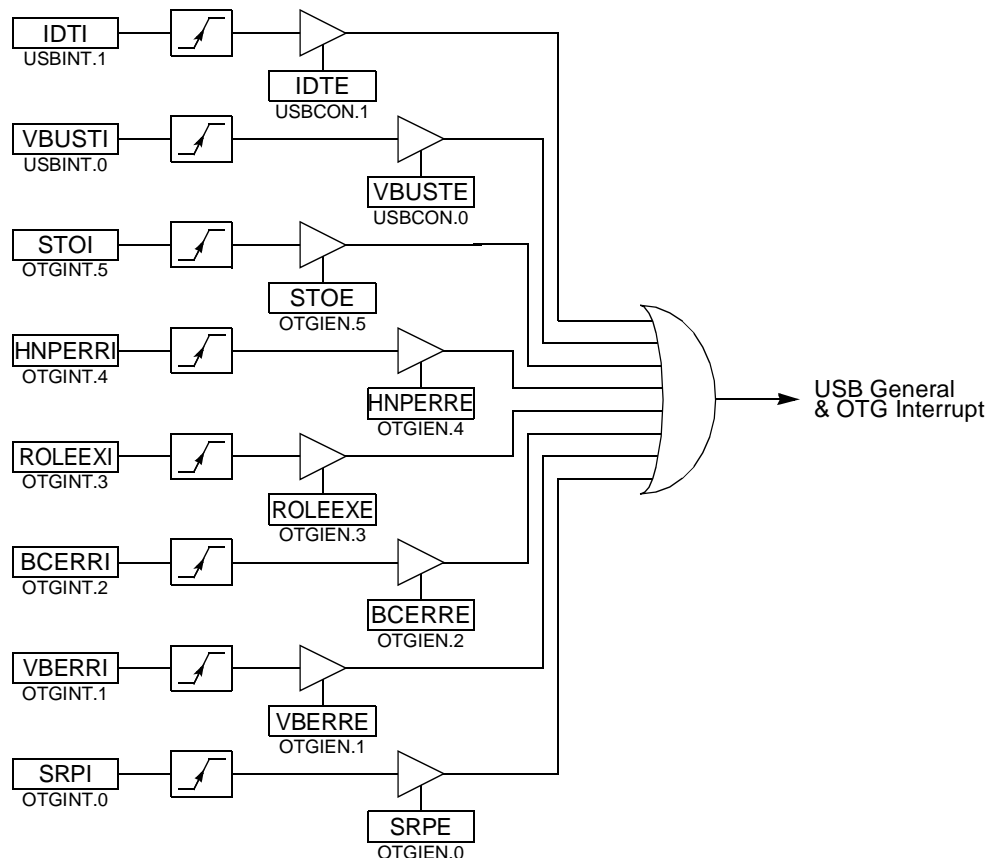 IDTI
USBINT.1
IDTE
USBCON.1
VBUSTI
USBINT.0
VBUSTE
USBCON.0
STOI
OTGINT.5
STOE
OTGIEN.5
HNPERRI
OTGINT.4
HNPERRE
OTGIEN.4
USB General
& OTG Interrupt
ROLEEXI
OTGINT.3
ROLEEXE
OTGIEN.3
BCERRI
OTGINT.2
BCERRE
OTGIEN.2
VBERRI
OTGINT.1
VBERRE
OTGIEN.1
SRPI
OTGINT.0
SRPE
OTGIEN.0